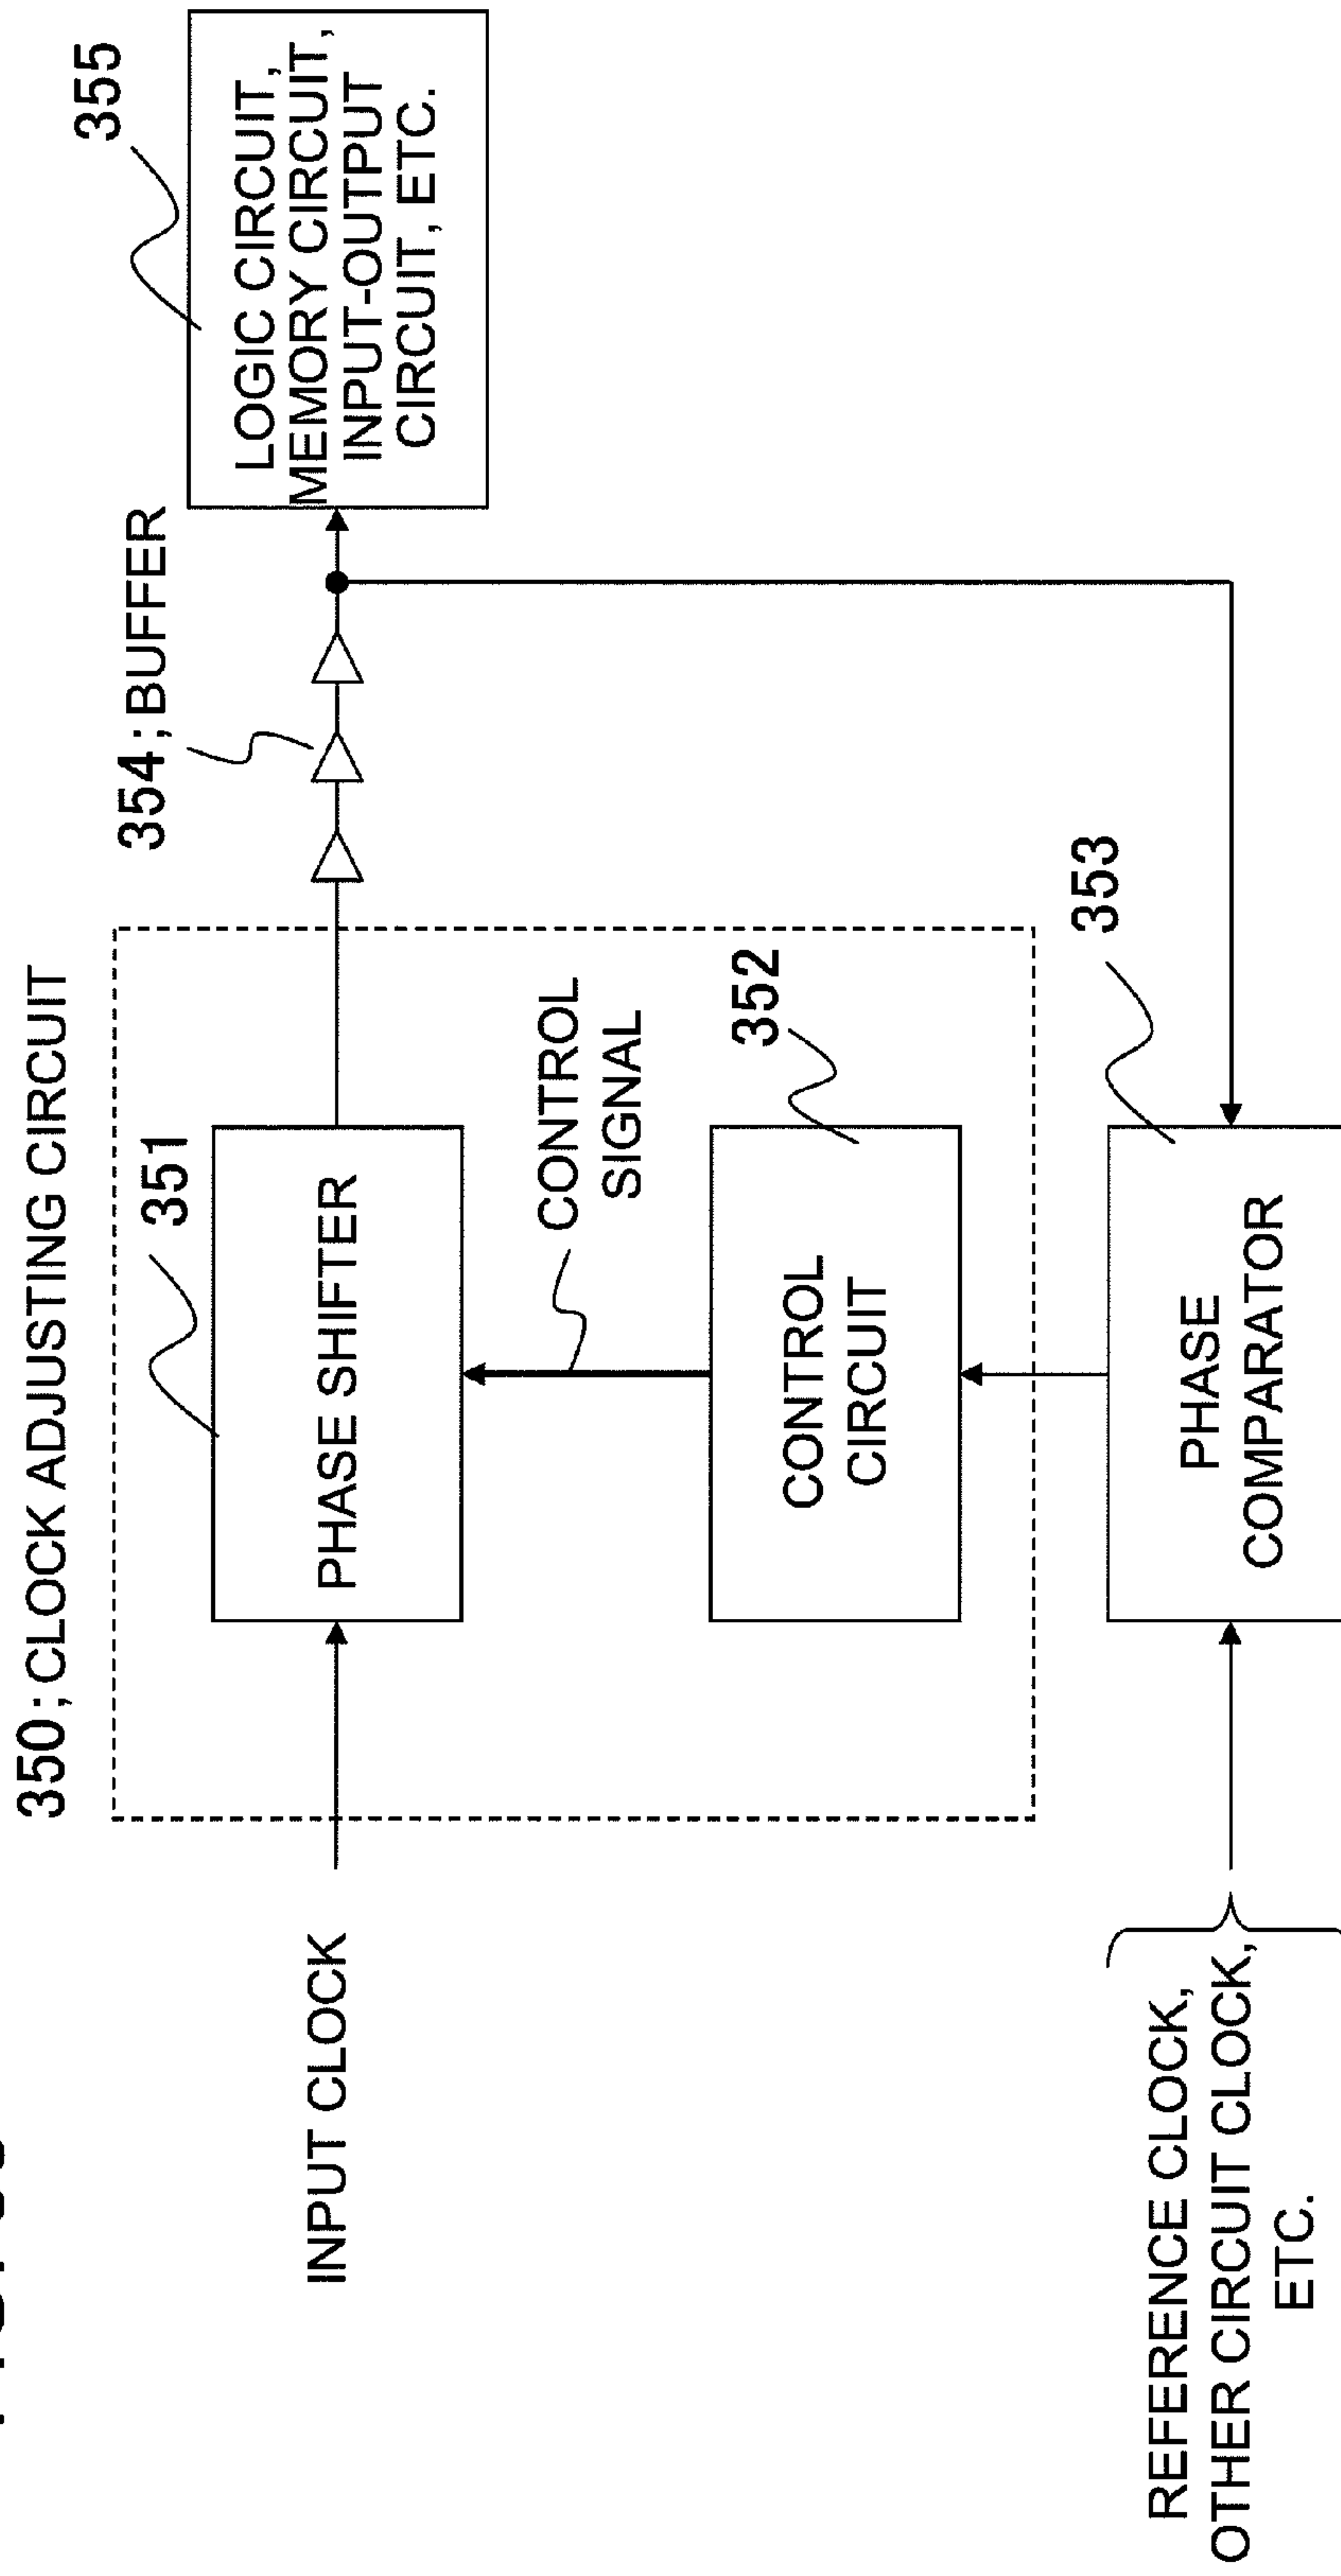 350; CLOCK ADJUSTING CIRCUIT
351
PHASE SHIFTER
INPUT CLOCK
CONTROL
SIGNAL
352
CONTROL
CIRCUIT
354; BUFFER
355
LOGIC CIRCUIT,
MEMORY CIRCUIT,
INPUT-OUTPUT
CIRCUIT, ETC.
353
PHASE
COMPARATOR
REFERENCE CLOCK,
OTHER CIRCUIT CLOCK,
ETC.